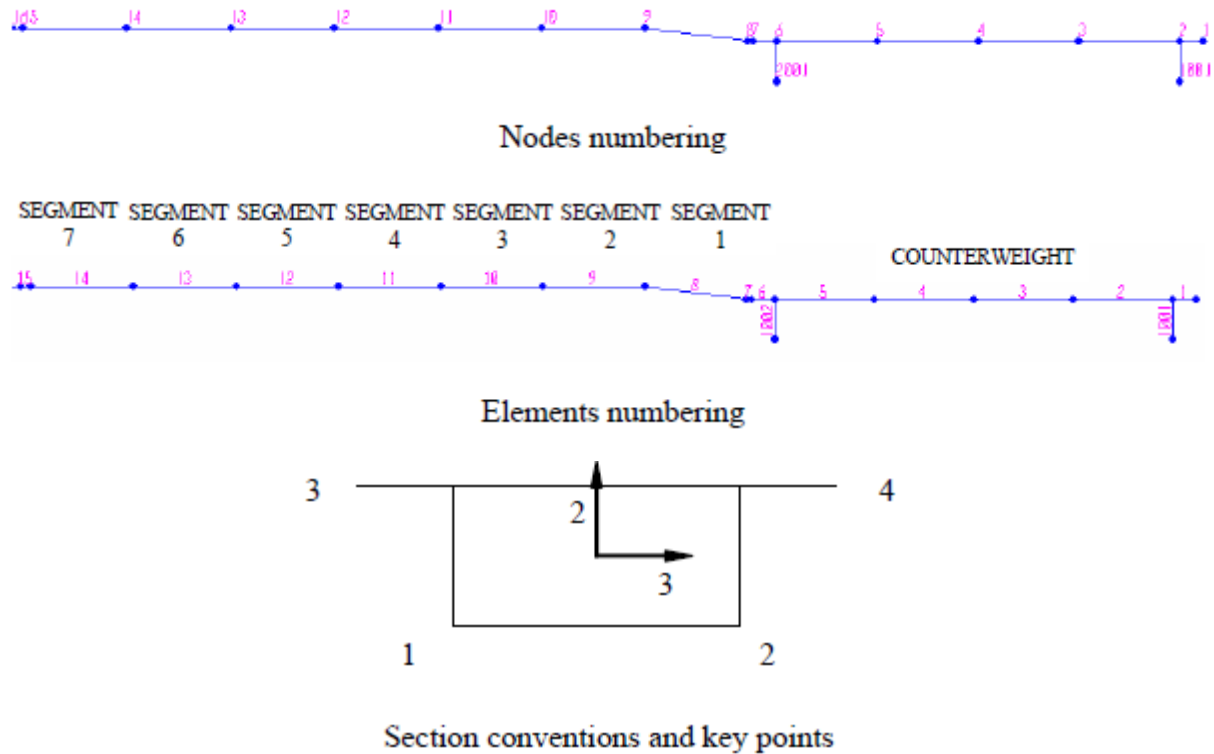 14 13 12 11 10 9 6 5 4 3 2 1
2001 1001
Nodes numbering
SEGMENT SEGMENT SEGMENT SEGMENT SEGMENT SEGMENT SEGMENT
7 6 5 4 3 2 1
COUNTERWEIGHT
15 14 13 12 11 10 9 8 7 6 5 4 3 2 1
1002 1001
Elements numbering
3 4
2
3
1 2
Section conventions and key points